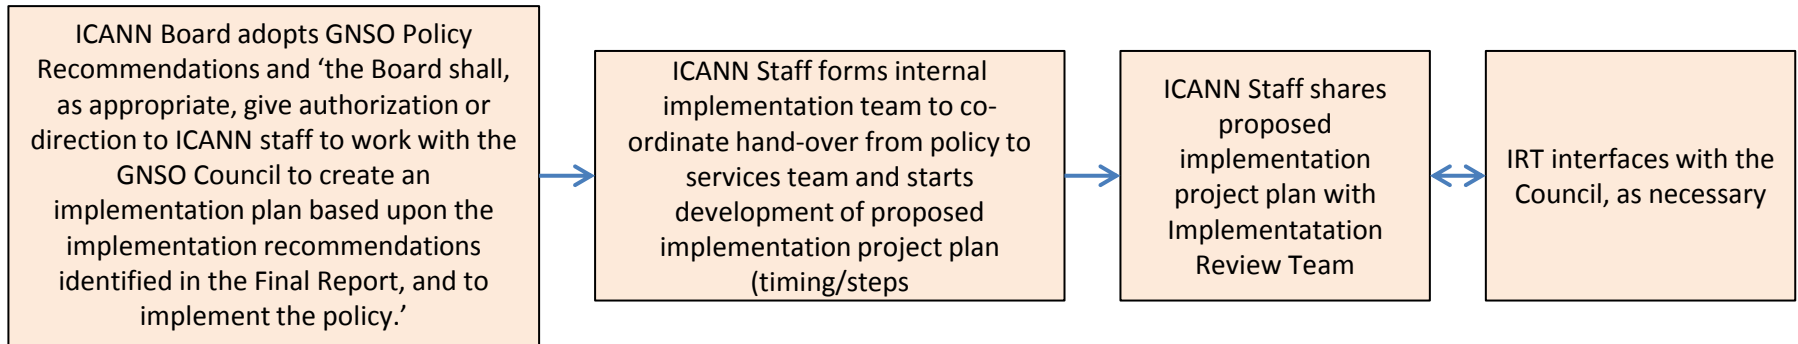 ICANN Board adopts GNSO Policy
Recommendations and ‘the Board shall,
as appropriate, give authorization or
direction to ICANN staff to work with the
GNSO Council to create an
implementation plan based upon the
implementation recommendations
identified in the Final Report, and to
implement the policy.’
ICANN Staff forms internal
implementation team to co-
ordinate hand-over from policy to
services team and starts
development of proposed
implementation project plan
(timing/steps
ICANN Staff shares
proposed
implementation
project plan with
Implementatation
Review Team
IRT interfaces with the
Council, as necessary